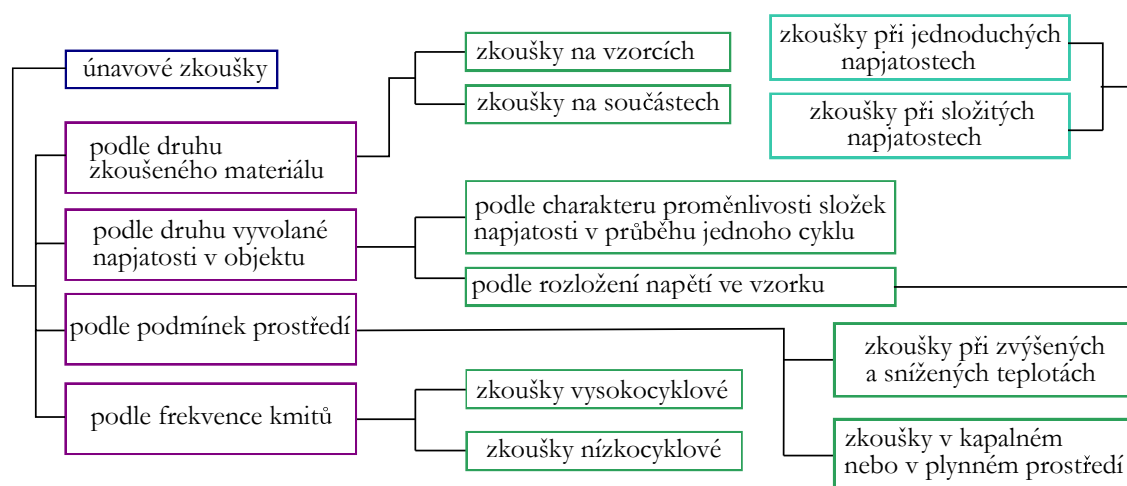 únavové zkoušky
podle druhu
zkoušeného materiálu
podle druhu vyvolané
napjatosti v objektu
podle podmínek prostředí
podle frekvence kmitů
zkoušky na vzorcích
zkoušky na součástech
podle charakteru proměnlivosti složek
napjatosti v průběhu jednoho cyklu
podle rozložení napětí ve vzorku
zkoušky vysokocyklové
zkoušky nízkocyklové
zkoušky při jednoduchých
napjatostech
zkoušky při složitých
napjatostech
zkoušky při zvýšených
a snížených teplotách
zkoušky v kapalném
nebo v plynném prostředí